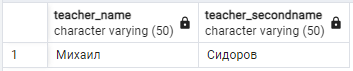 teacher_name teacher_secondname
character varying (50) character varying (50)
1 Михаил Сидоров